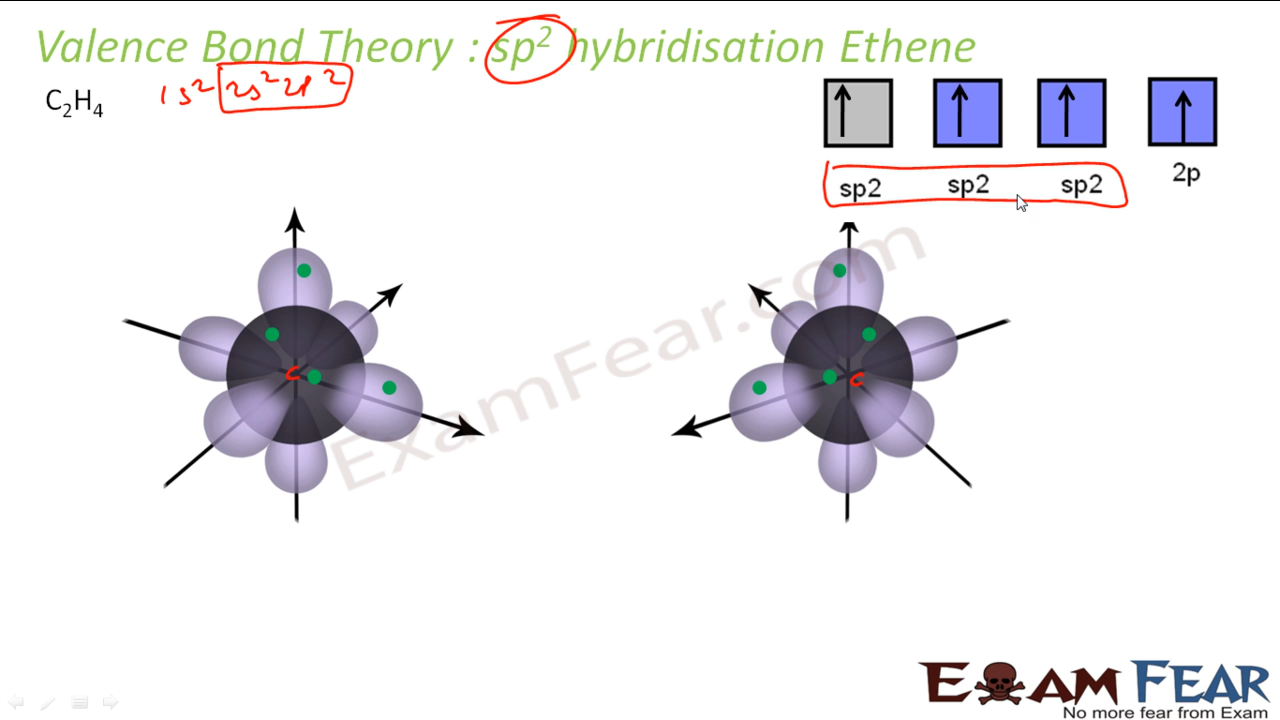 Valence Bond Theory : sp² hybridisation Ethene
1s² 2s² 2p²
C₂H₄
sp2 sp2 sp2 2p
C C
ExamFear.com
EXAM FEAR
No more fear from Exam